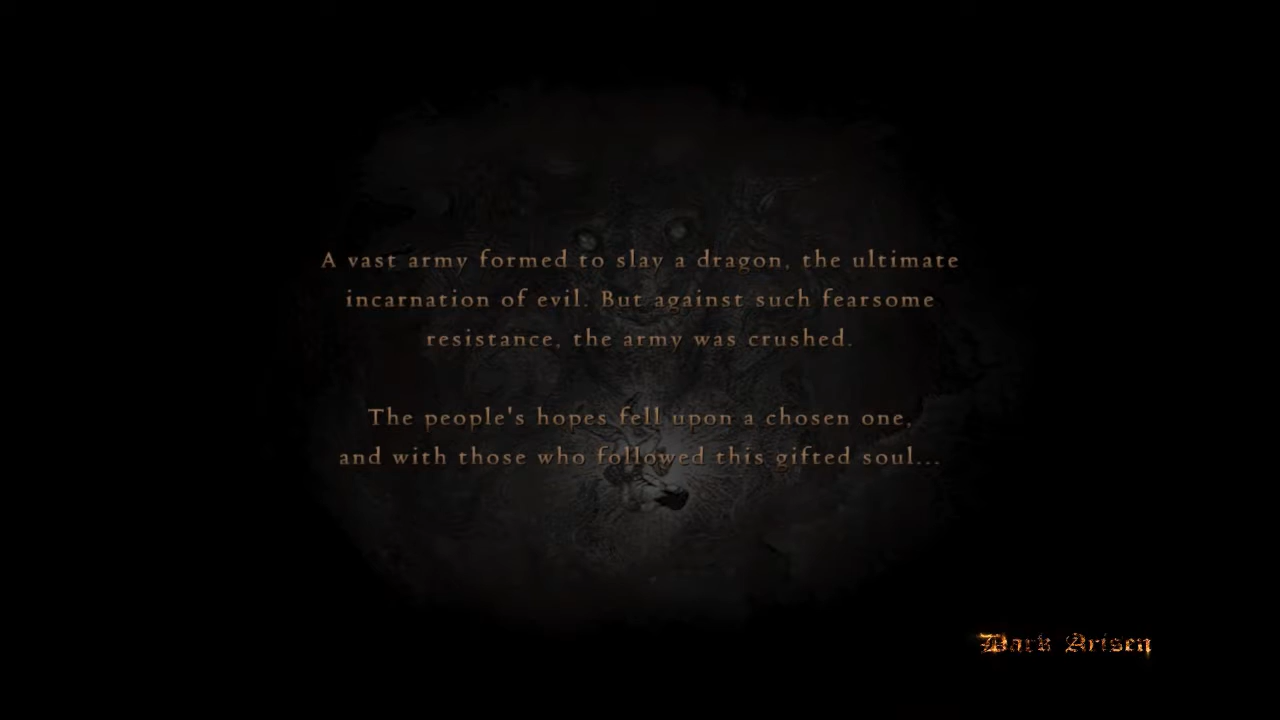 A vast army formed to slay a dragon, the ultimate
incarnation of evil. But against such fearsome
resistance, the army was crushed.
The people's hopes fell upon a chosen one,
and with those who followed this gifted soul...
Dark Arisen